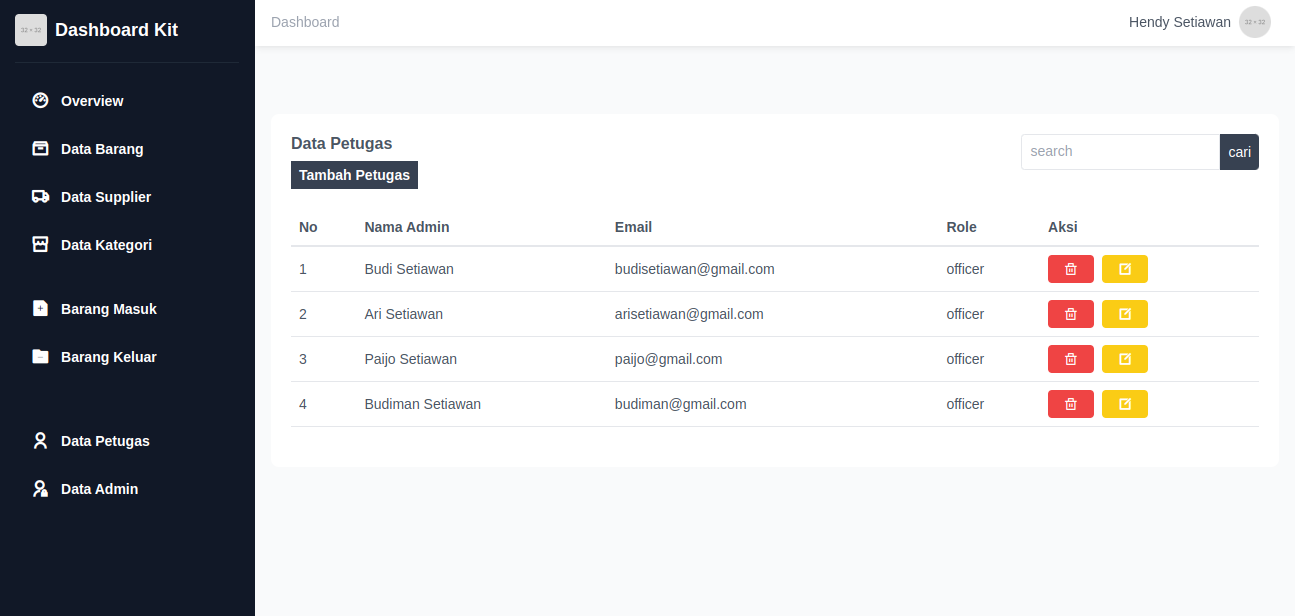 32 × 32
Dashboard Kit
Dashboard
Hendy Setiawan
32 × 32
Overview
Data Barang
Data Supplier
Data Kategori
Barang Masuk
Barang Keluar
Data Petugas
Data Admin
Data Petugas
Tambah Petugas
search
cari
No Nama Admin Email Role Aksi
1 Budi Setiawan budisetiawan@gmail.com officer
2 Ari Setiawan arisetiawan@gmail.com officer
3 Paijo Setiawan paijo@gmail.com officer
4 Budiman Setiawan budiman@gmail.com officer